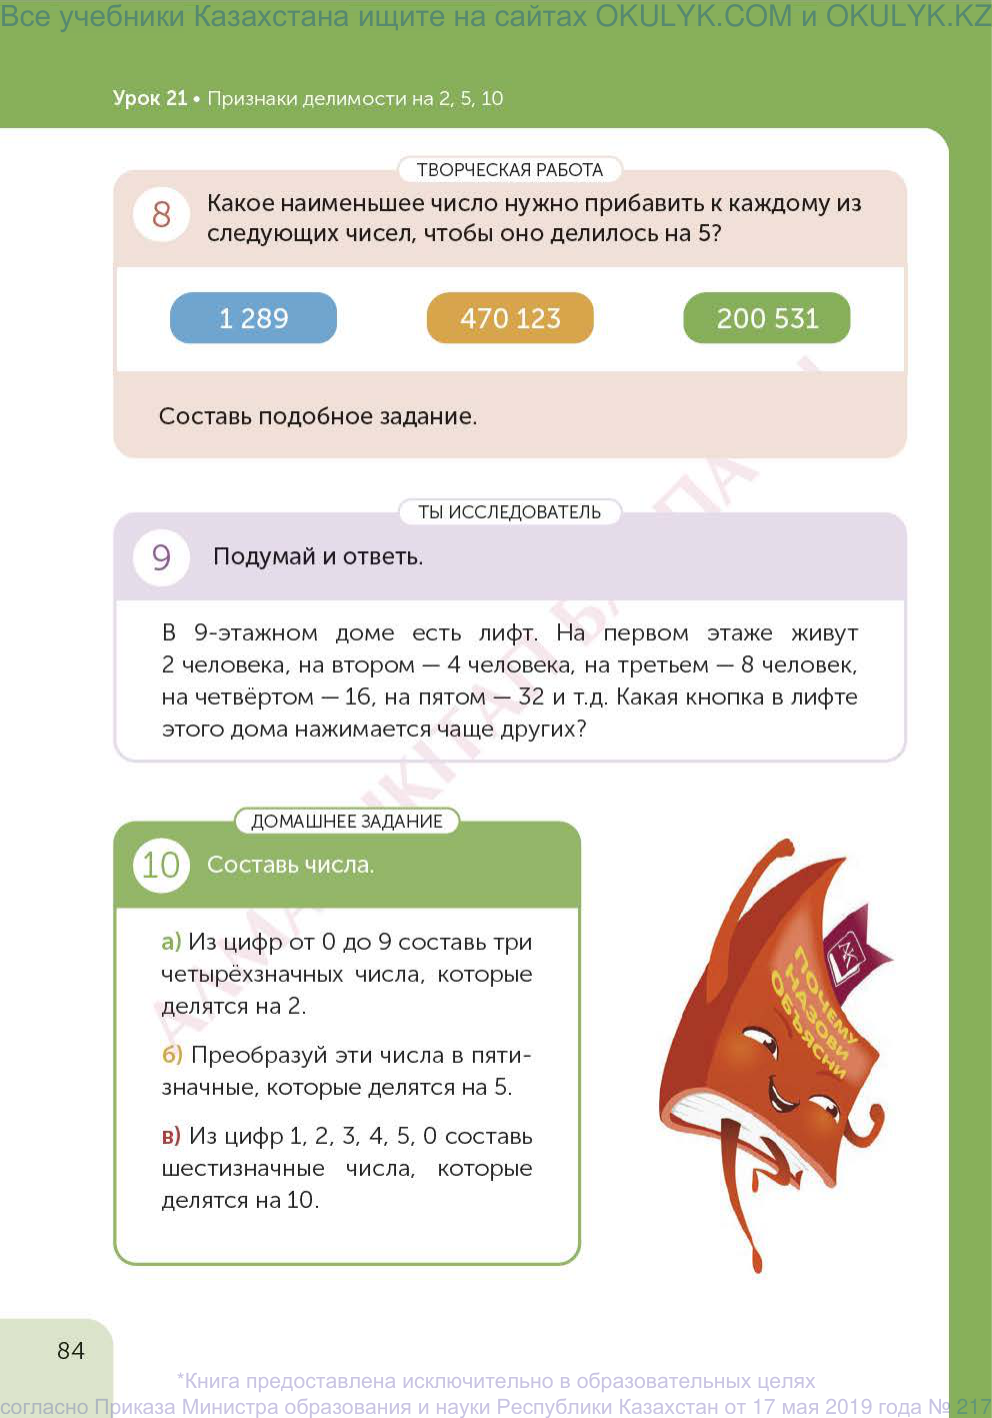 Все учебники Казахстана ищите на сайтах OKULYK.COM и OKULYK.KZ
Урок 21 • Признаки делимости на 2, 5, 10
ТВОРЧЕСКАЯ РАБОТА
8
Какое наименьшее число нужно прибавить к каждому из
следующих чисел, чтобы оно делилось на 5?
1 289
470 123
200 531
Составь подобное задание.
ТЫ ИССЛЕДОВАТЕЛЬ
9
Подумай и ответь.
В 9-этажном доме есть лифт. На первом этаже живут
2 человека, на втором — 4 человека, на третьем — 8 человек,
на четвёртом — 16, на пятом — 32 и т.д. Какая кнопка в лифте
этого дома нажимается чаще других?
ДОМАШНЕЕ ЗАДАНИЕ
10
Составь числа.
а) Из цифр от 0 до 9 составь три
четырёхзначных числа, которые
делятся на 2.
б) Преобразуй эти числа в пяти-
значные, которые делятся на 5.
в) Из цифр 1, 2, 3, 4, 5, 0 составь
шестизначные числа, которые
делятся на 10.
АК
ПОЧЕМУ
НАЗОВИ
ОБЪЯСНИ
84
*Книга предоставлена исключительно в образовательных целях
согласно Приказа Министра образования и науки Республики Казахстан от 17 мая 2019 года № 217